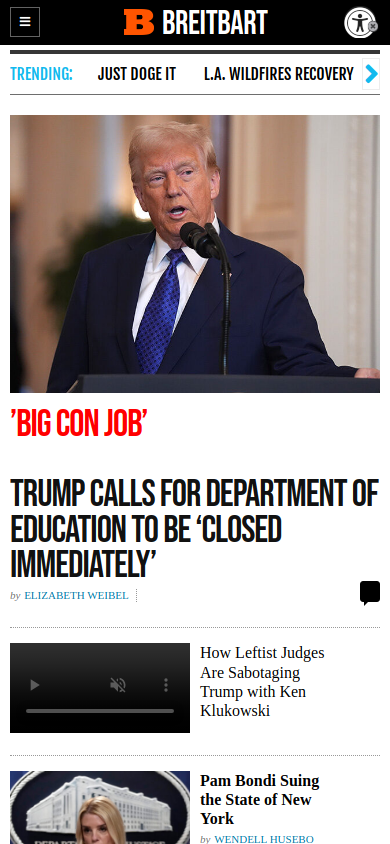 B BREITBART
TRENDING: JUST DOGE IT L.A. WILDFIRES RECOVERY
'BIG CON JOB'
TRUMP CALLS FOR DEPARTMENT OF
EDUCATION TO BE ‘CLOSED
IMMEDIATELY’
by ELIZABETH WEIBEL
How Leftist Judges
Are Sabotaging
Trump with Ken
Klukowski
Pam Bondi Suing
the State of New
York
by WENDELL HUSEBO